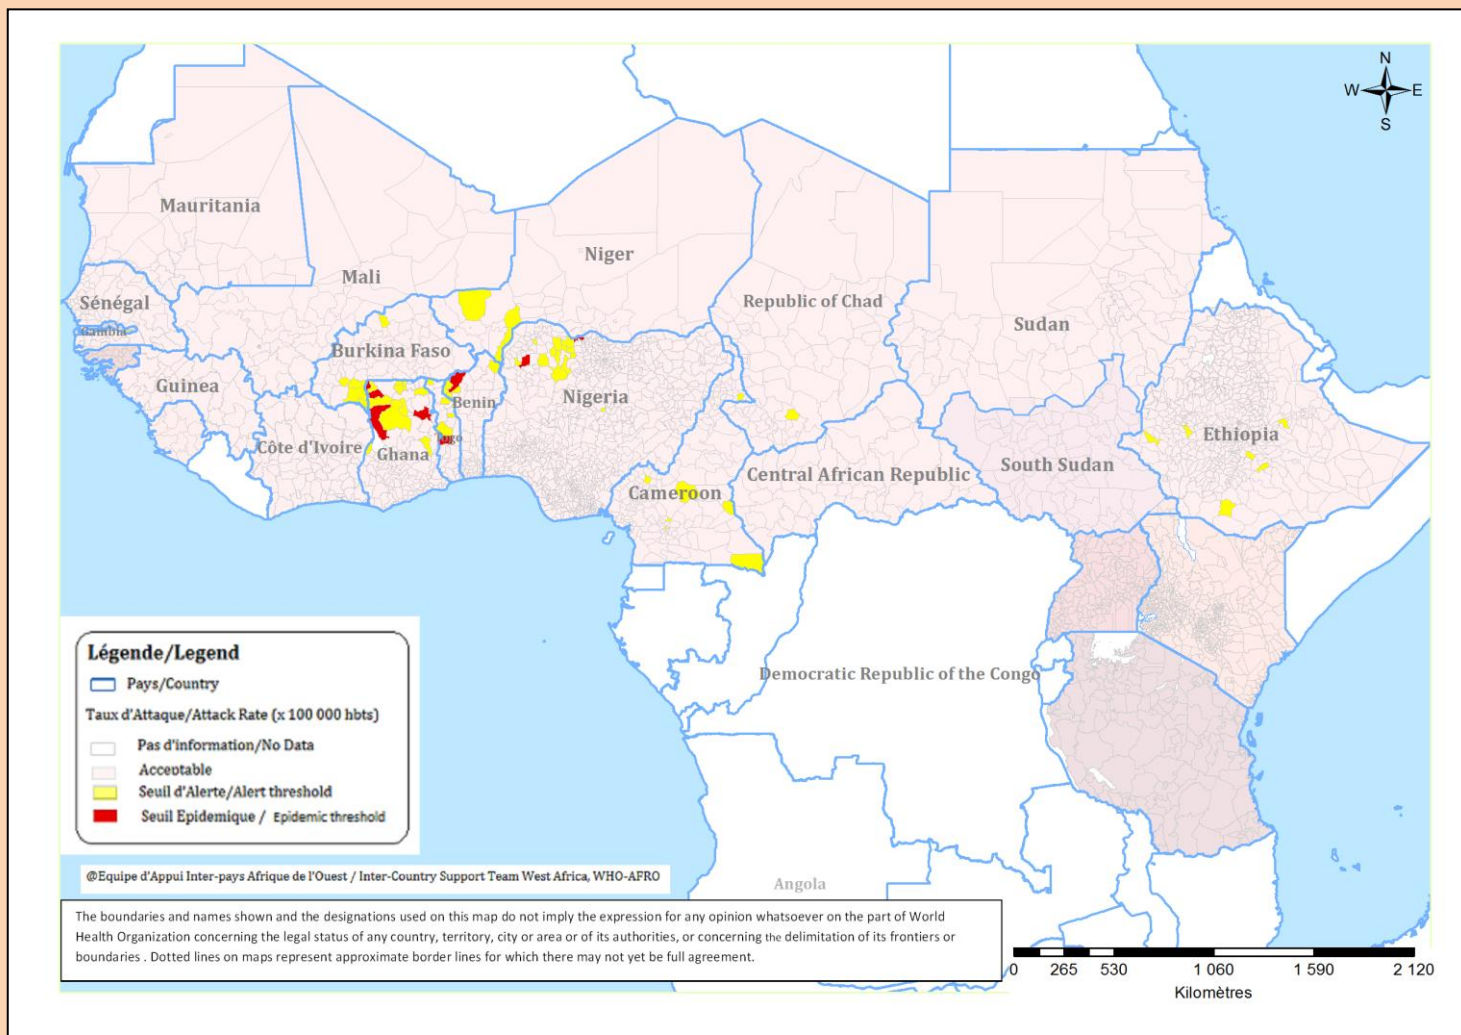 N
W E
S
Mauritania
Niger
Mali
Republic of Chad
Sénégal
Sudan
Gambia
Burkina Faso
Guinea
Benin
Nigeria
Ethiopia
Togo
Côte d'Ivoire
Ghana
South Sudan
Central African Republic
Cameroon
Democratic Republic of the Congo
Angola
Légende/Legend
Pays/Country
Taux d'Attaque/Attack Rate (x 100 000 hbts)
Pas d'information/No Data
Acceptable
Seuil d'Alerte/Alert threshold
Seuil Epidemique / Epidemic threshold
@Equipe d'Appui Inter-pays Afrique de l'Ouest / Inter-Country Support Team West Africa, WHO-AFRO
The boundaries and names shown and the designations used on this map do not imply the expression for any opinion whatsoever on the part of World
Health Organization concerning the legal status of any country, territory, city or area or of its authorities, or concerning the delimitation of its frontiers or
boundaries . Dotted lines on maps represent approximate border lines for which there may not yet be full agreement.
0 265 530 1 060 1 590 2 120
Kilomètres